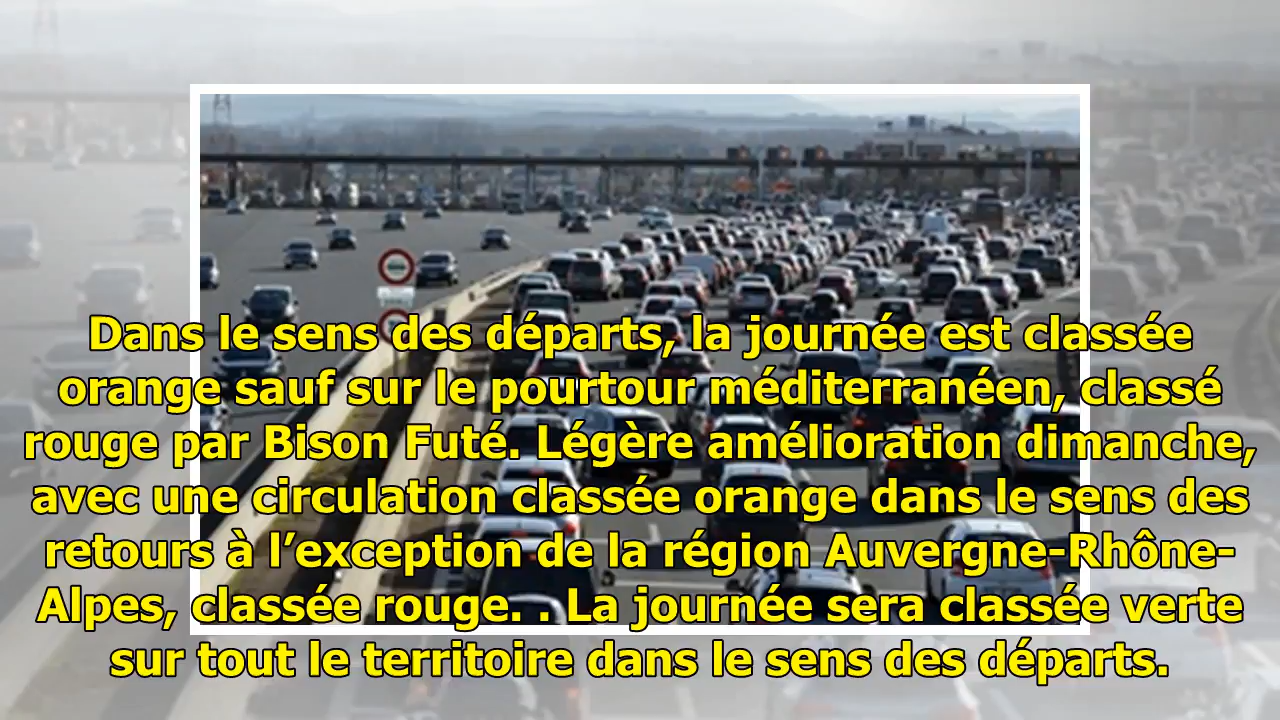 Dans le sens des départs, la journée est classée
orange sauf sur le pourtour méditerranéen, classé
rouge par Bison Futé. Légère amélioration dimanche,
avec une circulation classée orange dans le sens des
retours à l’exception de la région Auvergne-Rhône-
Alpes, classée rouge. . La journée sera classée verte
sur tout le territoire dans le sens des départs.